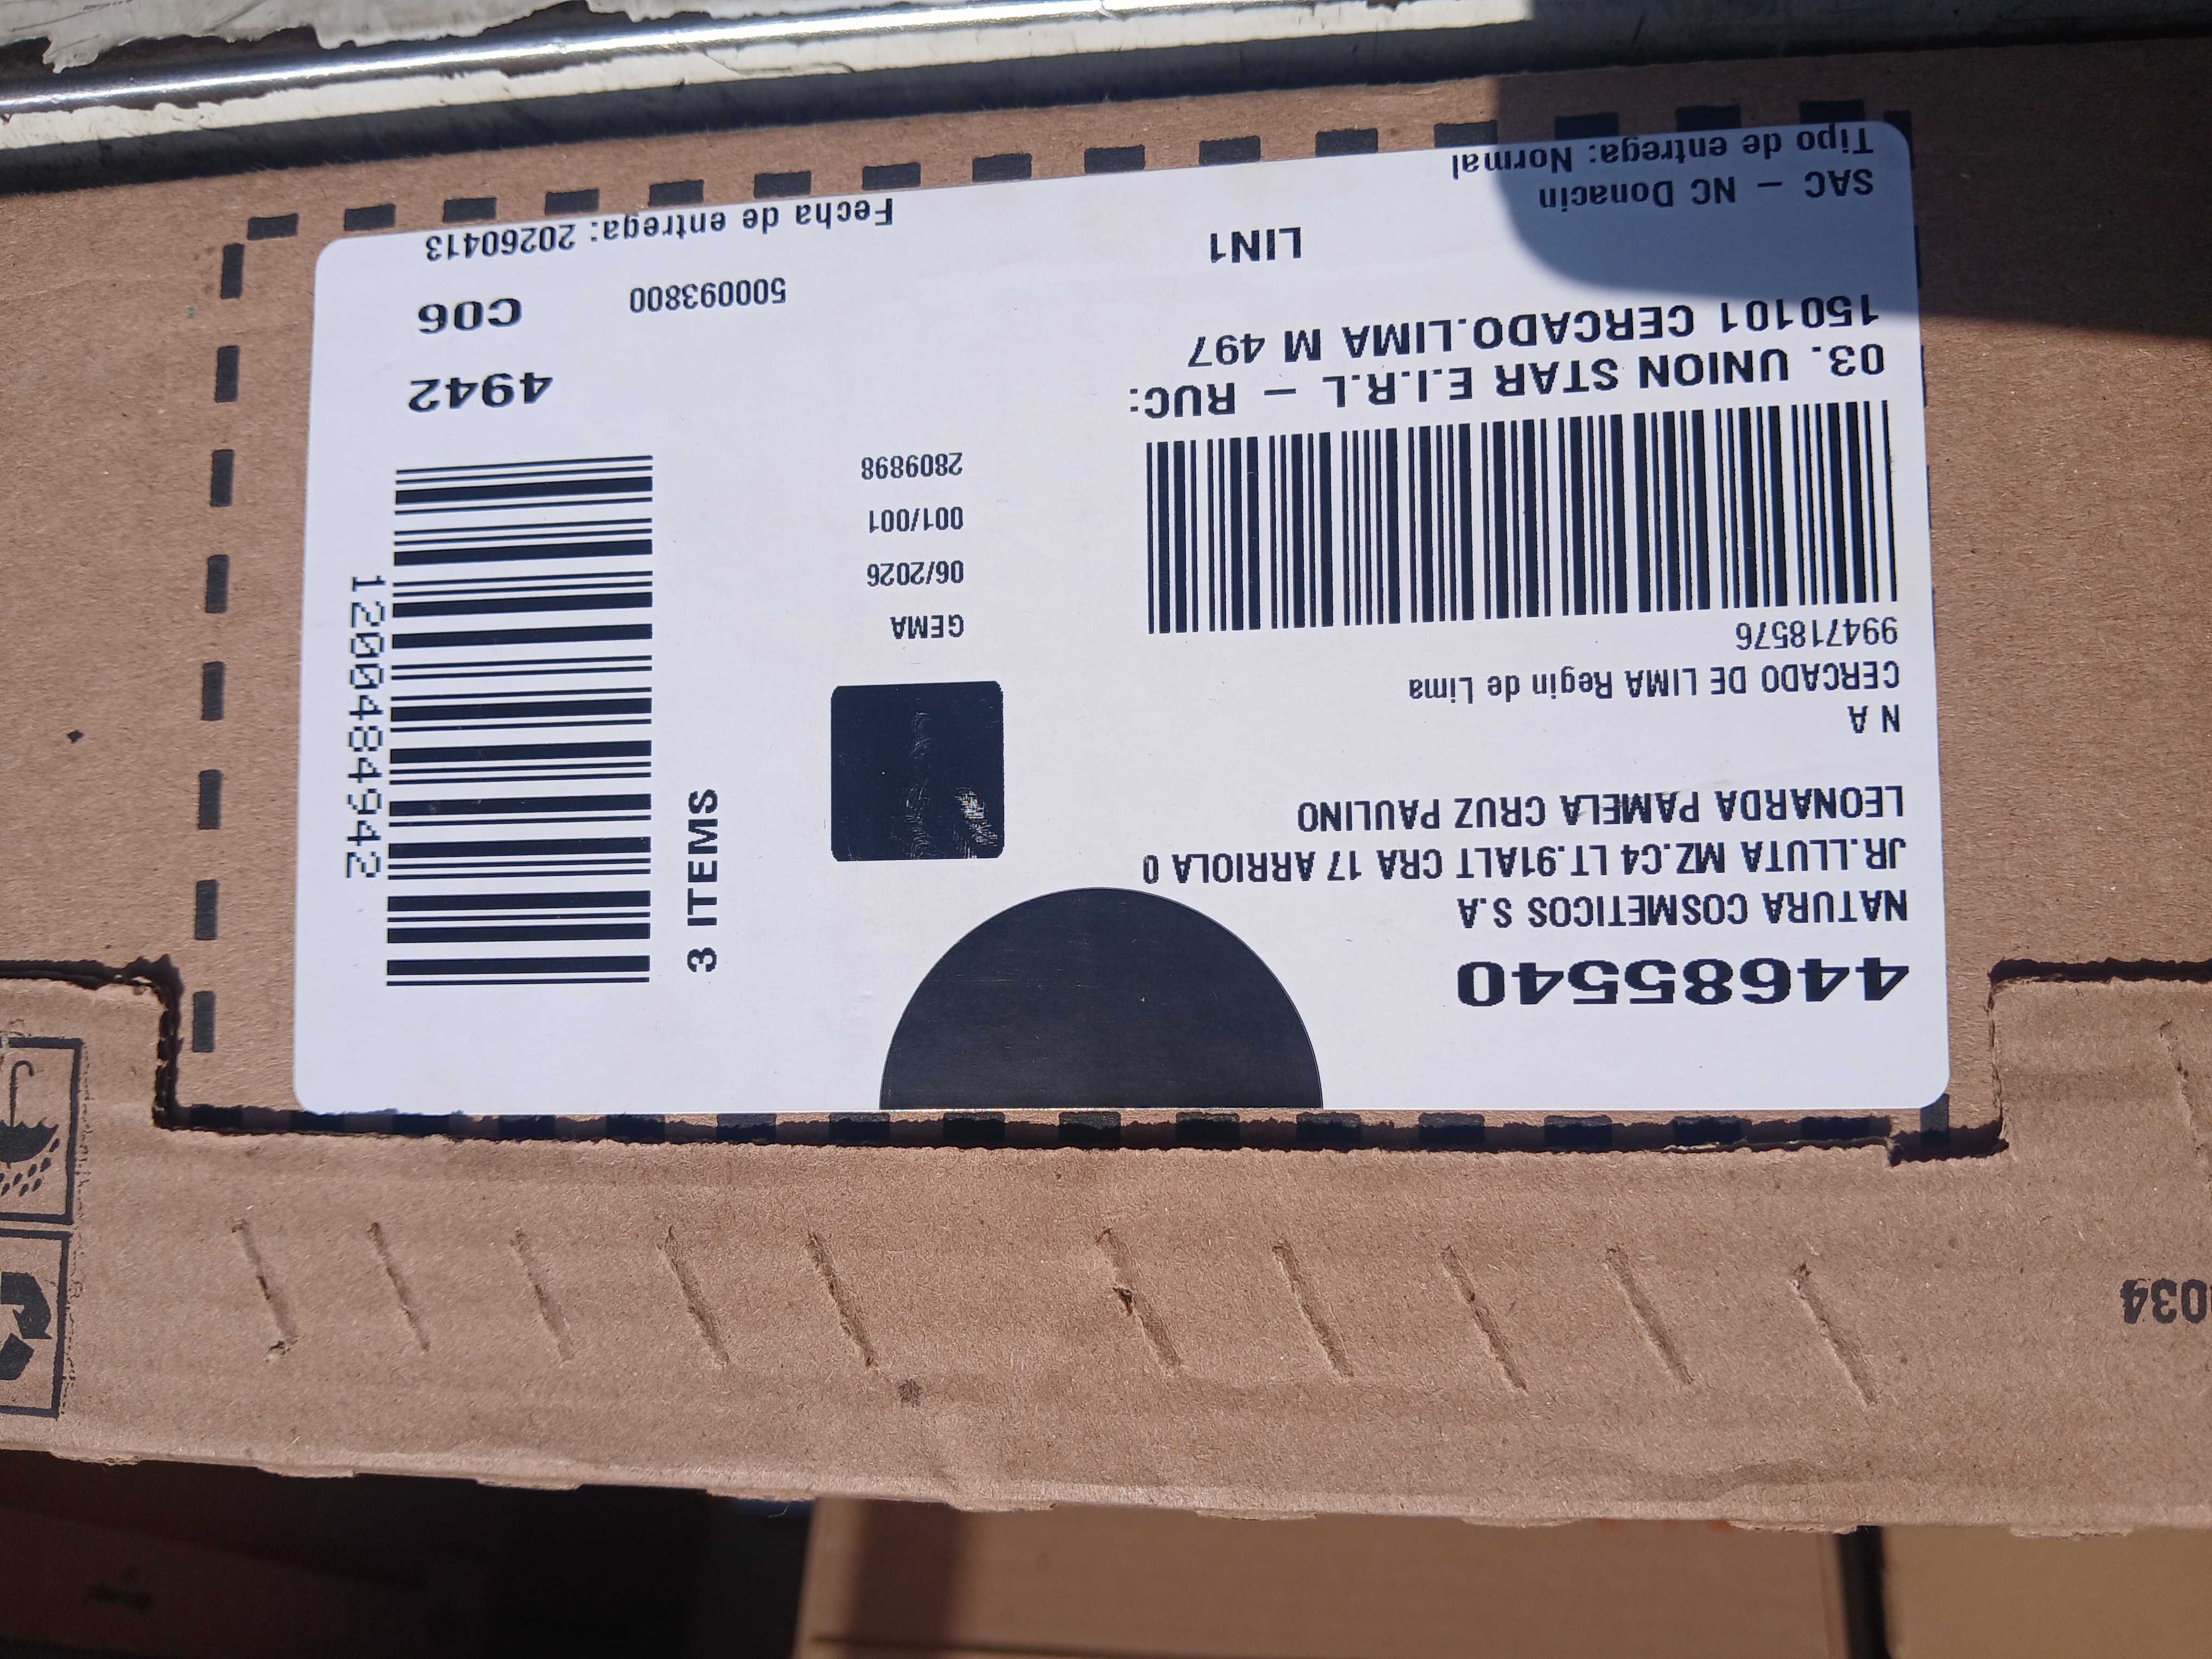 44685540
NATURA COSMETICOS S.A
JR.LLUTA MZ.C4 LT.91ALT CRA 17 ARRIOLA 0
LEONARDA PAMELA CRUZ PAULINO
N A
CERCADO DE LIMA Regin de Lima
994718576
03. UNION STAR E.I.R.L - RUC:
150101 CERCADO.LIMA M 497
LIN1
SAC - NC Donacin
Tipo de entrega: Normal
GEMA
06/2026
001/001
2809898
3 ITEMS
1200484942
4942
500093800
C06
Fecha de entrega: 20260413
034